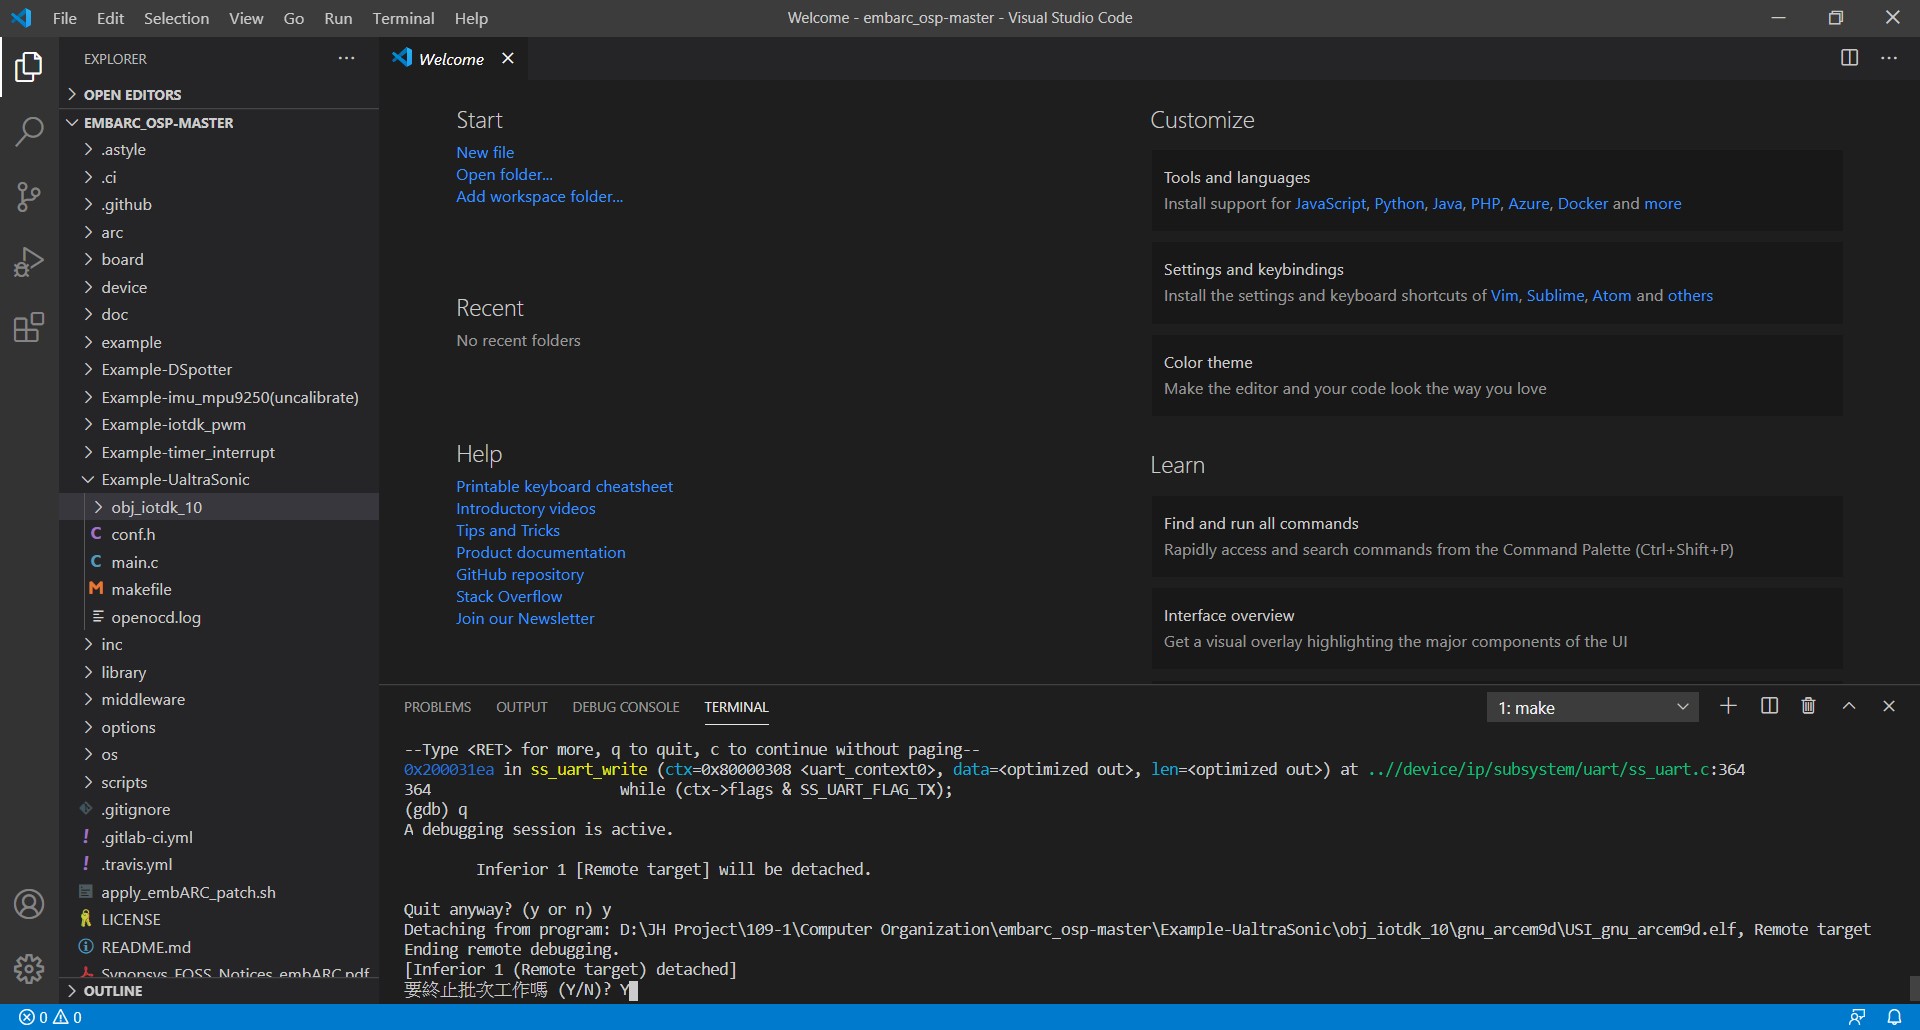 File Edit Selection View Go Run Terminal Help
Welcome - embarc_osp-master - Visual Studio Code
EXPLORER
OPEN EDITORS
EMBARC_OSP-MASTER
.astyle
.ci
.github
arc
board
device
doc
example
Example-DSpotter
Example-imu_mpu9250(uncalibrate)
Example-iotdk_pwm
Example-timer_interrupt
Example-UaltraSonic
obj_iotdk_10
C conf.h
C main.c
M makefile
openocd.log
inc
library
middleware
options
os
scripts
.gitignore
! .gitlab-ci.yml
! .travis.yml
apply_embARC_patch.sh
LICENSE
README.md
Synopsys_FOSS_Notices_embARC.pdf
OUTLINE
Welcome
Start
New file
Open folder...
Add workspace folder...
Recent
No recent folders
Help
Printable keyboard cheatsheet
Introductory videos
Tips and Tricks
Product documentation
GitHub repository
Stack Overflow
Join our Newsletter
Customize
Tools and languages
Install support for JavaScript, Python, Java, PHP, Azure, Docker and more
Settings and keybindings
Install the settings and keyboard shortcuts of Vim, Sublime, Atom and others
Color theme
Make the editor and your code look the way you love
Learn
Find and run all commands
Rapidly access and search commands from the Command Palette (Ctrl+Shift+P)
Interface overview
Get a visual overlay highlighting the major components of the UI
PROBLEMS OUTPUT DEBUG CONSOLE TERMINAL
1: make
--Type <RET> for more, q to quit, c to continue without paging--
0x200031ea in ss_uart_write (ctx=0x80000308 <uart_context0>, data=<optimized out>, len=<optimized out>) at ..//device/ip/subsystem/uart/ss_uart.c:364
364 while (ctx->flags & SS_UART_FLAG_TX);
(gdb) q
A debugging session is active.
Inferior 1 [Remote target] will be detached.
Quit anyway? (y or n) y
Detaching from program: D:\JH Project\109-1\Computer Organization\embarc_osp-master\Example-UaltraSonic\obj_iotdk_10\gnu_arcem9d\USI_gnu_arcem9d.elf, Remote target
Ending remote debugging.
[Inferior 1 (Remote target) detached]
要終止批次工作嗎 (Y/N)? Y
0 0